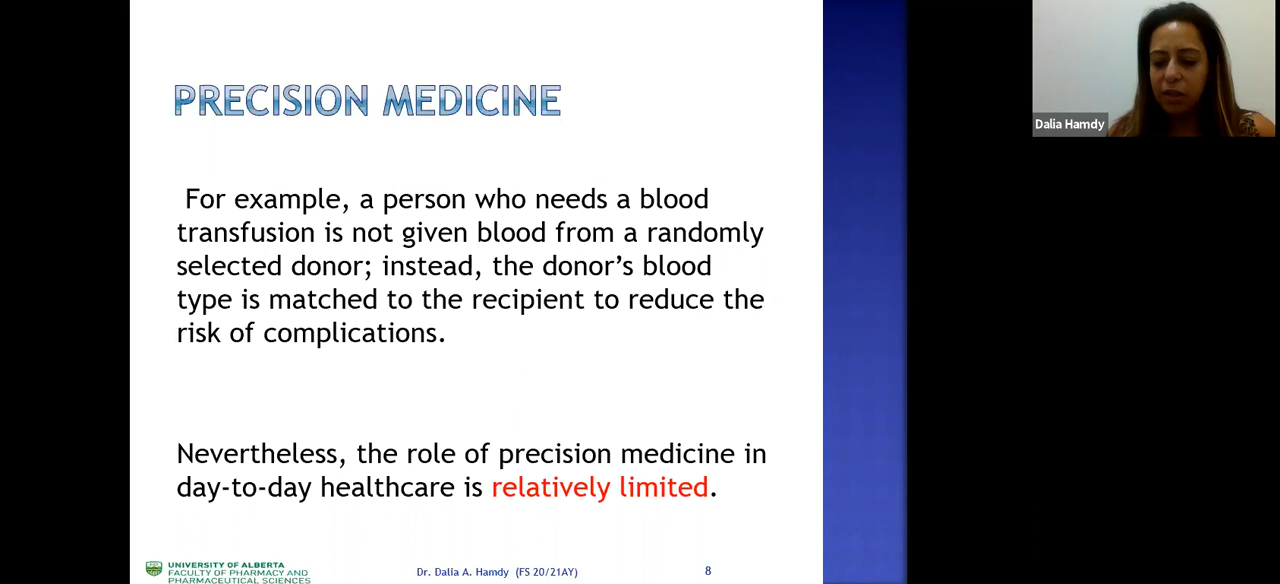 PRECISION MEDICINE
For example, a person who needs a blood
transfusion is not given blood from a randomly
selected donor; instead, the donor’s blood
type is matched to the recipient to reduce the
risk of complications.
Nevertheless, the role of precision medicine in
day-to-day healthcare is relatively limited.
UNIVERSITY OF ALBERTA
FACULTY OF PHARMACY AND
PHARMACEUTICAL SCIENCES
Dr. Dalia A. Hamdy (FS 20/21AY)
8
Dalia Hamdy